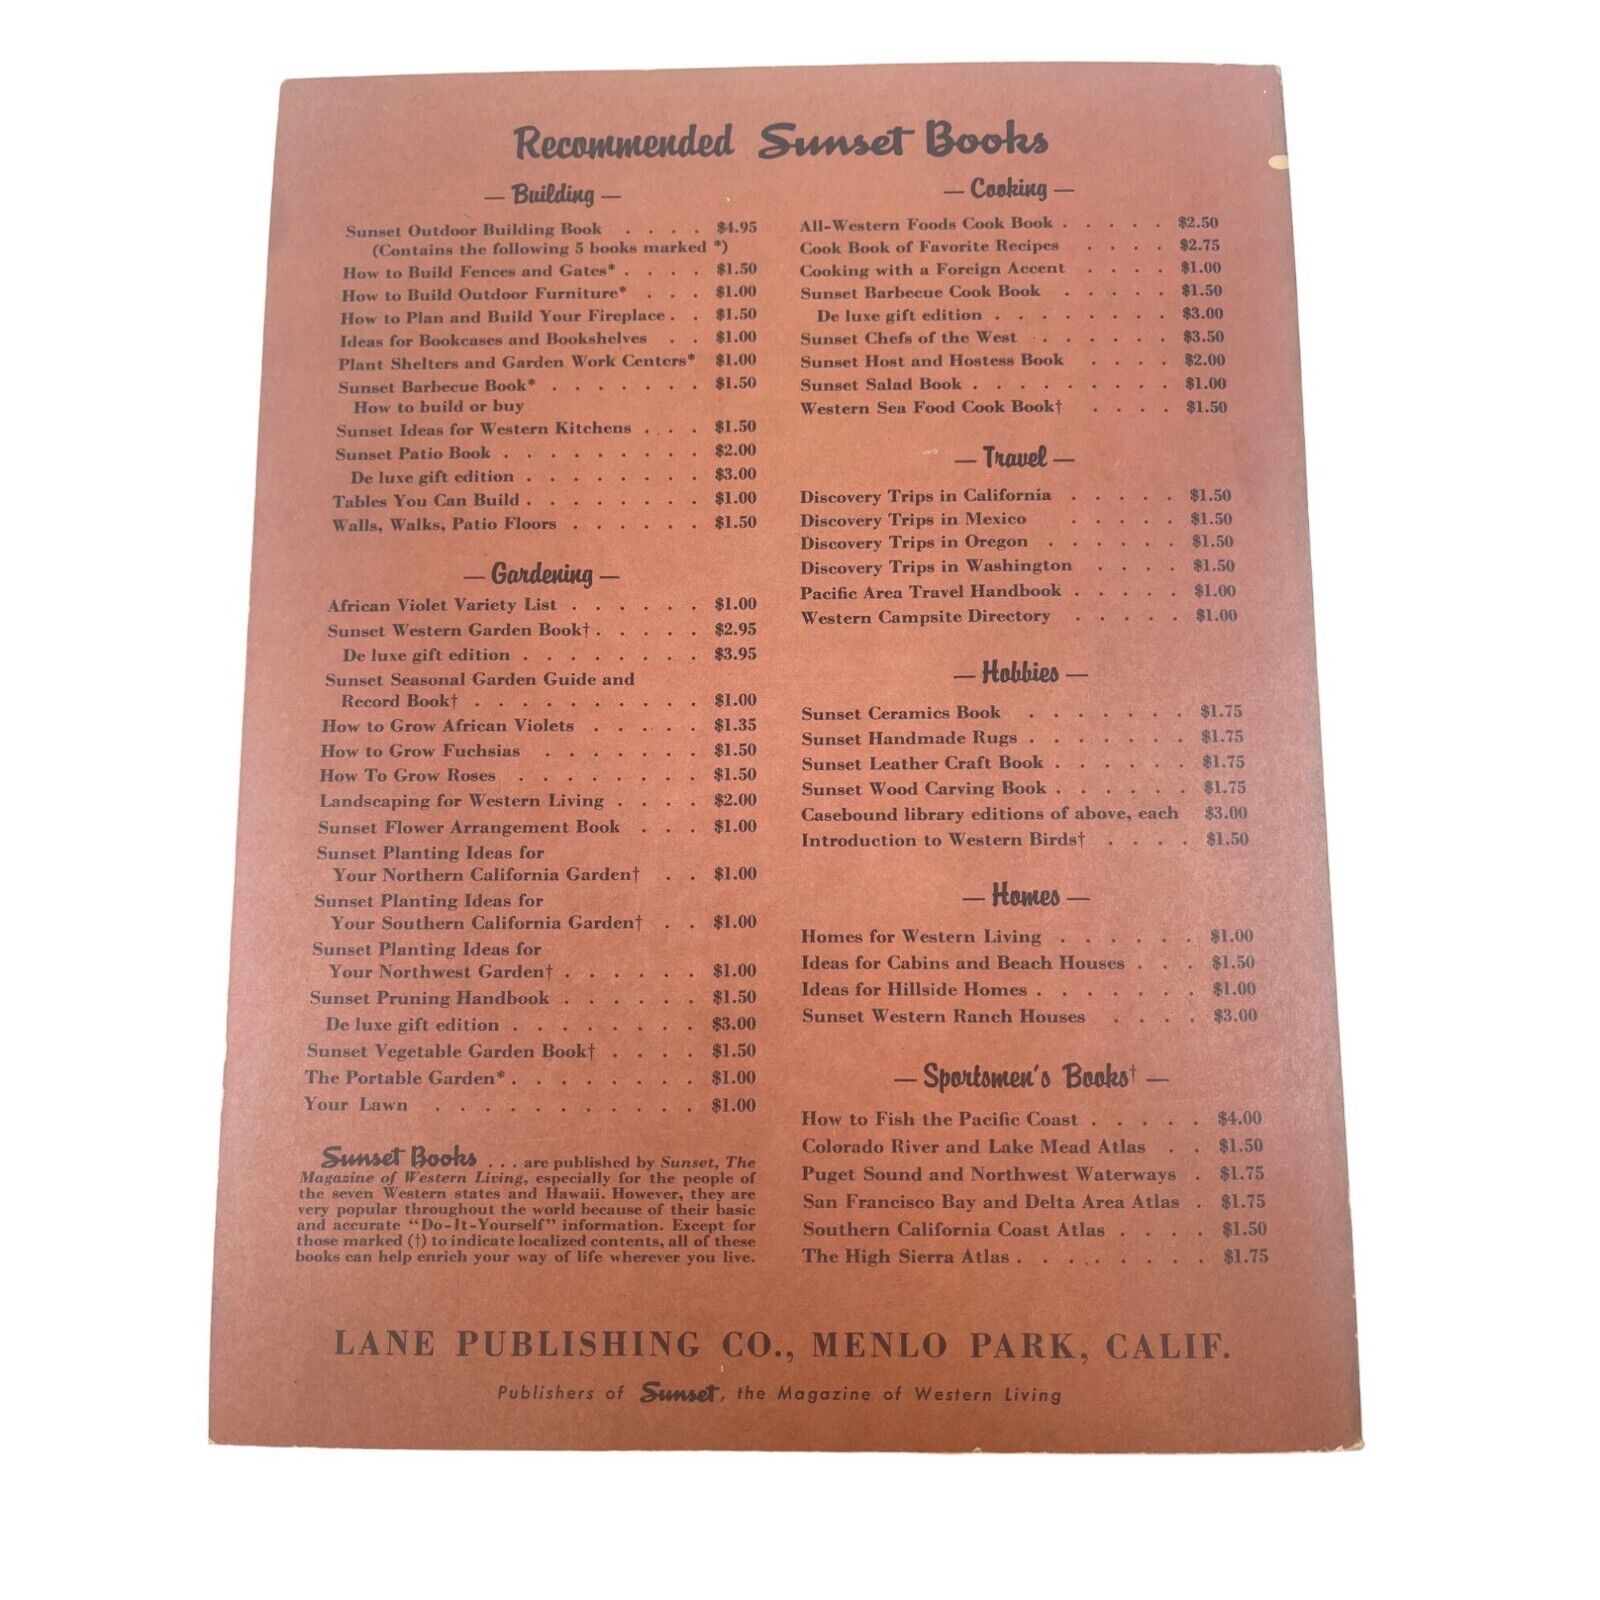 Recommended Sunset Books
— Building —
Sunset Outdoor Building Book . . . . $4.95
(Contains the following 5 books marked *)
How to Build Fences and Gates* . . . . $1.50
How to Build Outdoor Furniture* . . . $1.00
How to Plan and Build Your Fireplace . . $1.50
Ideas for Bookcases and Bookshelves . . $1.00
Plant Shelters and Garden Work Centers* $1.00
Sunset Barbecue Book* . . . . . . . $1.50
How to build or buy
Sunset Ideas for Western Kitchens . . . $1.50
Sunset Patio Book . . . . . . . . . $2.00
De luxe gift edition . . . . . . . . $3.00
Tables You Can Build . . . . . . . . $1.00
Walls, Walks, Patio Floors . . . . . . $1.50
— Gardening —
African Violet Variety List . . . . . . $1.00
Sunset Western Garden Book† . . . . . $2.95
De luxe gift edition . . . . . . . . $3.95
Sunset Seasonal Garden Guide and
Record Book† . . . . . . . . . . $1.00
How to Grow African Violets . . . . . $1.35
How to Grow Fuchsias . . . . . . . $1.50
How To Grow Roses . . . . . . . . $1.50
Landscaping for Western Living . . . . $2.00
Sunset Flower Arrangement Book . . . $1.00
Sunset Planting Ideas for
Your Northern California Garden† . . $1.00
Sunset Planting Ideas for
Your Southern California Garden† . . $1.00
Sunset Planting Ideas for
Your Northwest Garden† . . . . . . $1.00
Sunset Pruning Handbook . . . . . . $1.50
De luxe gift edition . . . . . . . . $3.00
Sunset Vegetable Garden Book† . . . . $1.50
The Portable Garden* . . . . . . . . $1.00
Your Lawn . . . . . . . . . . . $1.00
Sunset Books . . . are published by Sunset, The
Magazine of Western Living, especially for the people of
the seven Western states and Hawaii. However, they are
very popular throughout the world because of their basic
and accurate "Do-It-Yourself" information. Except for
those marked (†) to indicate localized contents, all of these
books can help enrich your way of life wherever you live.
— Cooking —
All-Western Foods Cook Book . . . . . $2.50
Cook Book of Favorite Recipes . . . . $2.75
Cooking with a Foreign Accent . . . . $1.00
Sunset Barbecue Cook Book . . . . . $1.50
De luxe gift edition . . . . . . . . $3.00
Sunset Chefs of the West . . . . . . $3.50
Sunset Host and Hostess Book . . . . $2.00
Sunset Salad Book . . . . . . . . . $1.00
Western Sea Food Cook Book† . . . . $1.50
— Travel —
Discovery Trips in California . . . . . $1.50
Discovery Trips in Mexico . . . . . $1.50
Discovery Trips in Oregon . . . . . . $1.50
Discovery Trips in Washington . . . . $1.50
Pacific Area Travel Handbook . . . . . $1.00
Western Campsite Directory . . . . . $1.00
— Hobbies —
Sunset Ceramics Book . . . . . . . $1.75
Sunset Handmade Rugs . . . . . . . $1.75
Sunset Leather Craft Book . . . . . . $1.75
Sunset Wood Carving Book . . . . . . $1.75
Casebound library editions of above, each $3.00
Introduction to Western Birds† . . . . $1.50
— Homes —
Homes for Western Living . . . . . . $1.00
Ideas for Cabins and Beach Houses . . . $1.50
Ideas for Hillside Homes . . . . . . . $1.00
Sunset Western Ranch Houses . . . . $3.00
— Sportsmen's Books† —
How to Fish the Pacific Coast . . . . . $4.00
Colorado River and Lake Mead Atlas . . $1.50
Puget Sound and Northwest Waterways . $1.75
San Francisco Bay and Delta Area Atlas . $1.75
Southern California Coast Atlas . . . . $1.50
The High Sierra Atlas . . . . . . . . $1.75
LANE PUBLISHING CO., MENLO PARK, CALIF.
Publishers of Sunset, the Magazine of Western Living